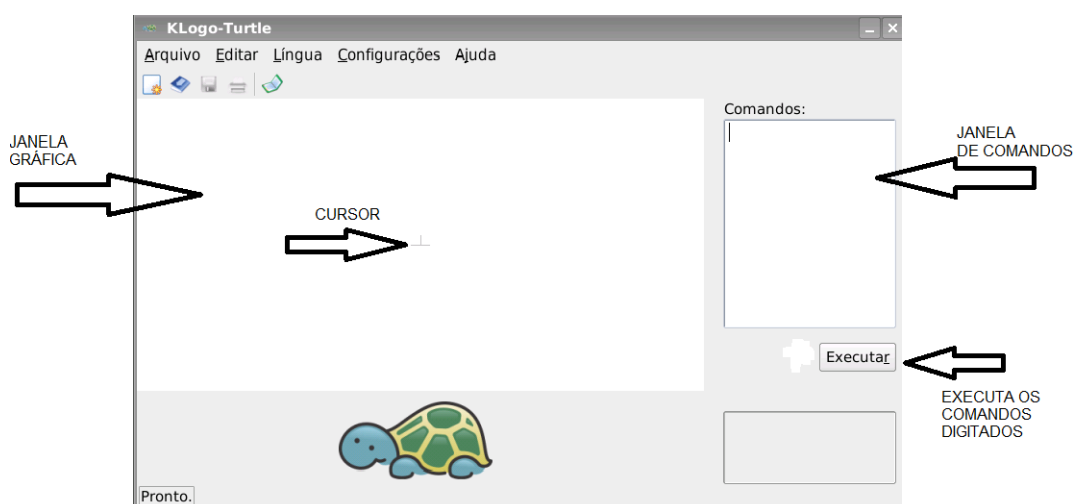 KLogo-Turtle
Arquivo Editar Língua Configurações Ajuda
Comandos:
JANELA
GRÁFICA
CURSOR
JANELA
DE COMANDOS
Executar
EXECUTA OS
COMANDOS
DIGITADOS
Pronto.